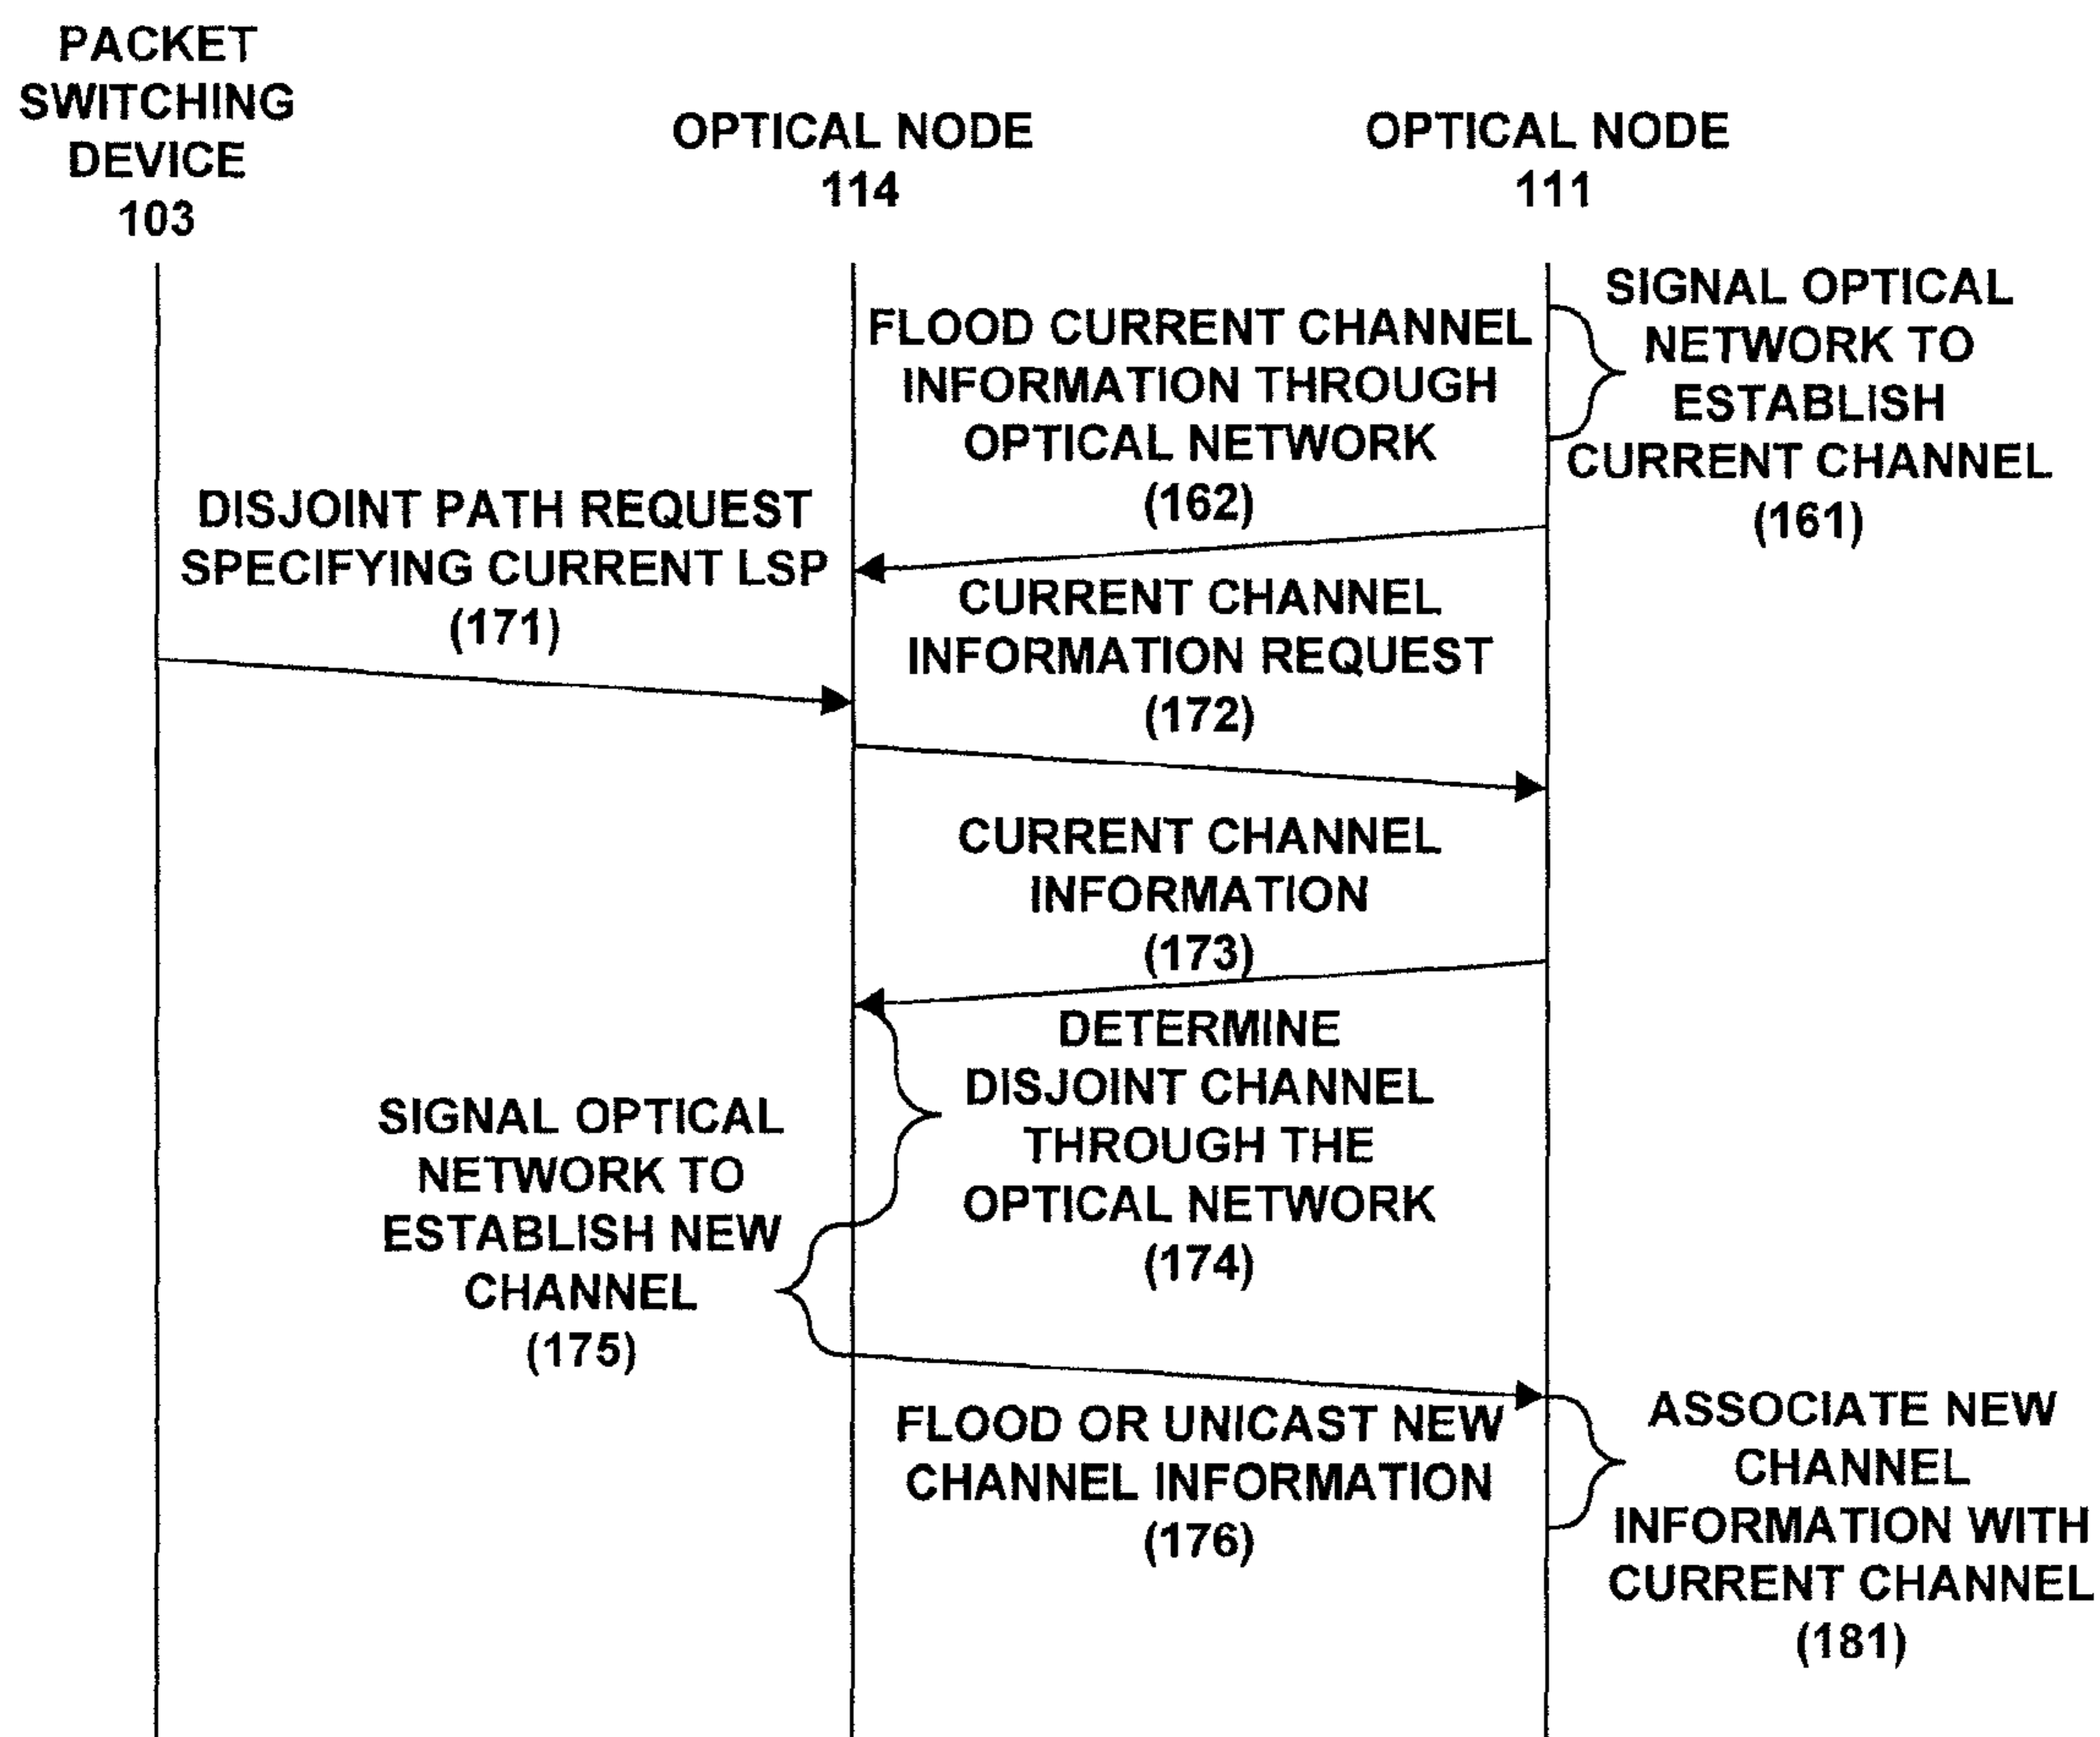 PACKET
SWITCHING
DEVICE
103
OPTICAL NODE
114
OPTICAL NODE
111
SIGNAL OPTICAL
NETWORK TO
ESTABLISH
CURRENT CHANNEL
(161)
FLOOD CURRENT CHANNEL
INFORMATION THROUGH
OPTICAL NETWORK
(162)
DISJOINT PATH REQUEST
SPECIFYING CURRENT LSP
(171)
CURRENT CHANNEL
INFORMATION REQUEST
(172)
CURRENT CHANNEL
INFORMATION
(173)
DETERMINE
DISJOINT CHANNEL
THROUGH THE
OPTICAL NETWORK
(174)
SIGNAL OPTICAL
NETWORK TO
ESTABLISH NEW
CHANNEL
(175)
FLOOD OR UNICAST NEW
CHANNEL INFORMATION
(176)
ASSOCIATE NEW
CHANNEL
INFORMATION WITH
CURRENT CHANNEL
(181)